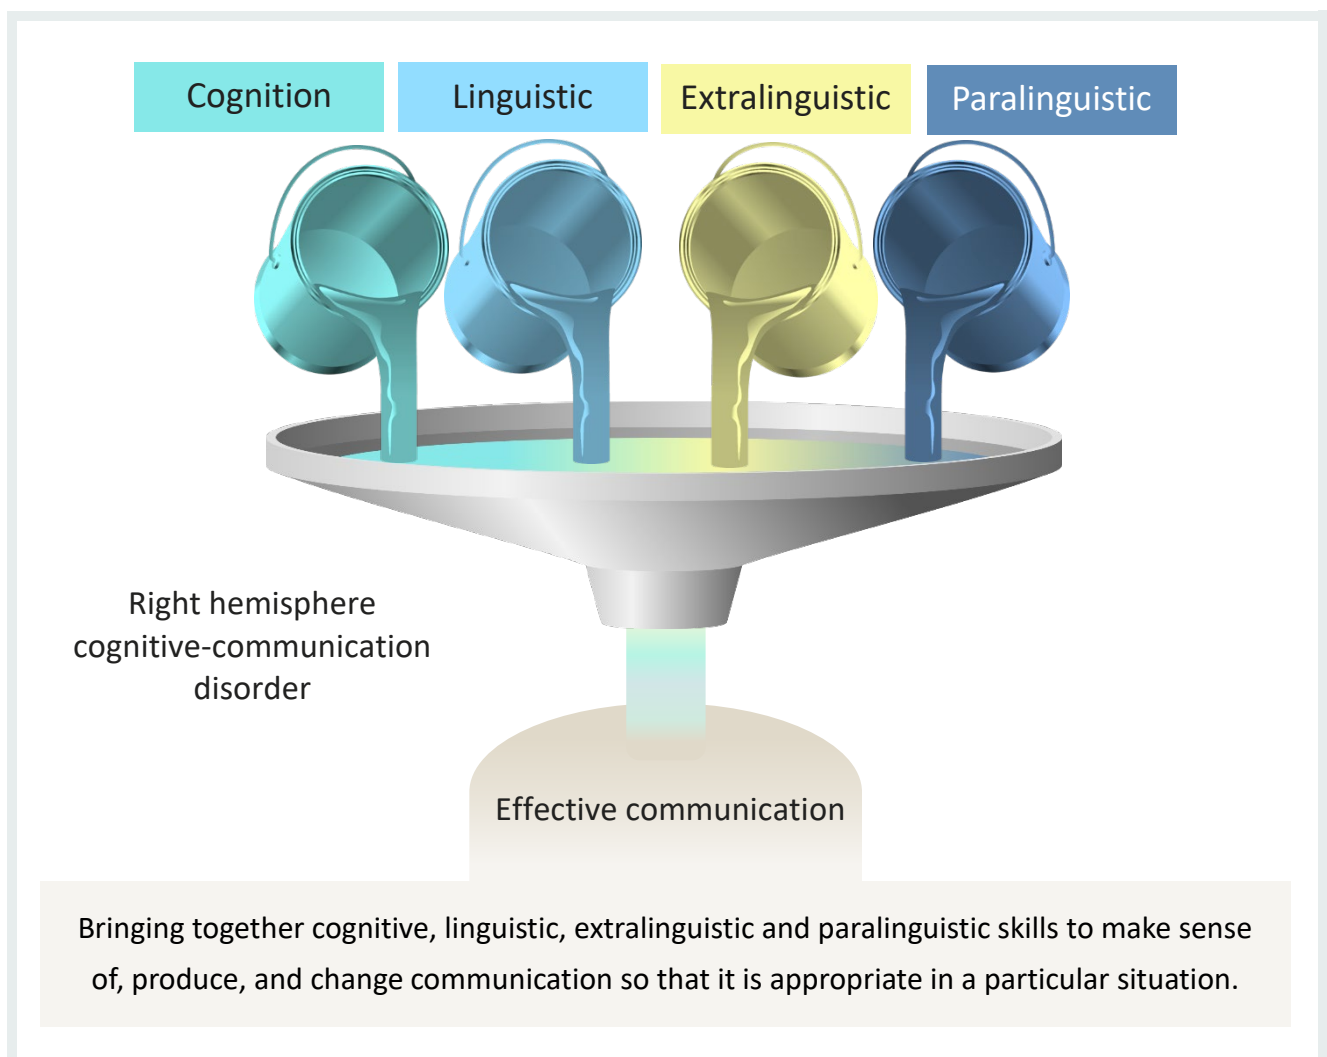 Cognition
Linguistic
Extralinguistic
Paralinguistic
Right hemisphere
cognitive-communication
disorder
Effective communication
Bringing together cognitive, linguistic, extralinguistic and paralinguistic skills to make sense
of, produce, and change communication so that it is appropriate in a particular situation.